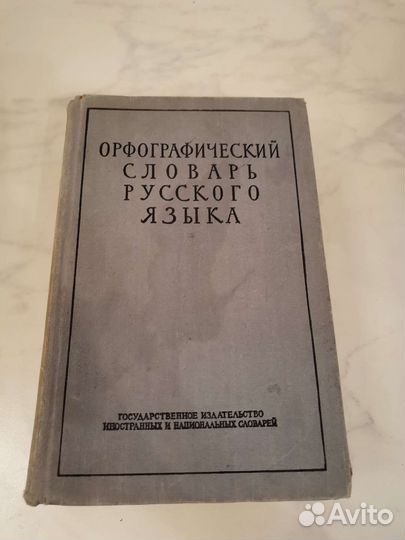 ОРФОГРАФИЧЕСКИЙ
СЛОВАРЬ
РУССКОГО
ЯЗЫКА
ГОСУДАРСТВЕННОЕ ИЗДАТЕЛЬСТВО
ИНОСТРАННЫХ И НАЦИОНАЛЬНЫХ СЛОВАРЕЙ
Avito